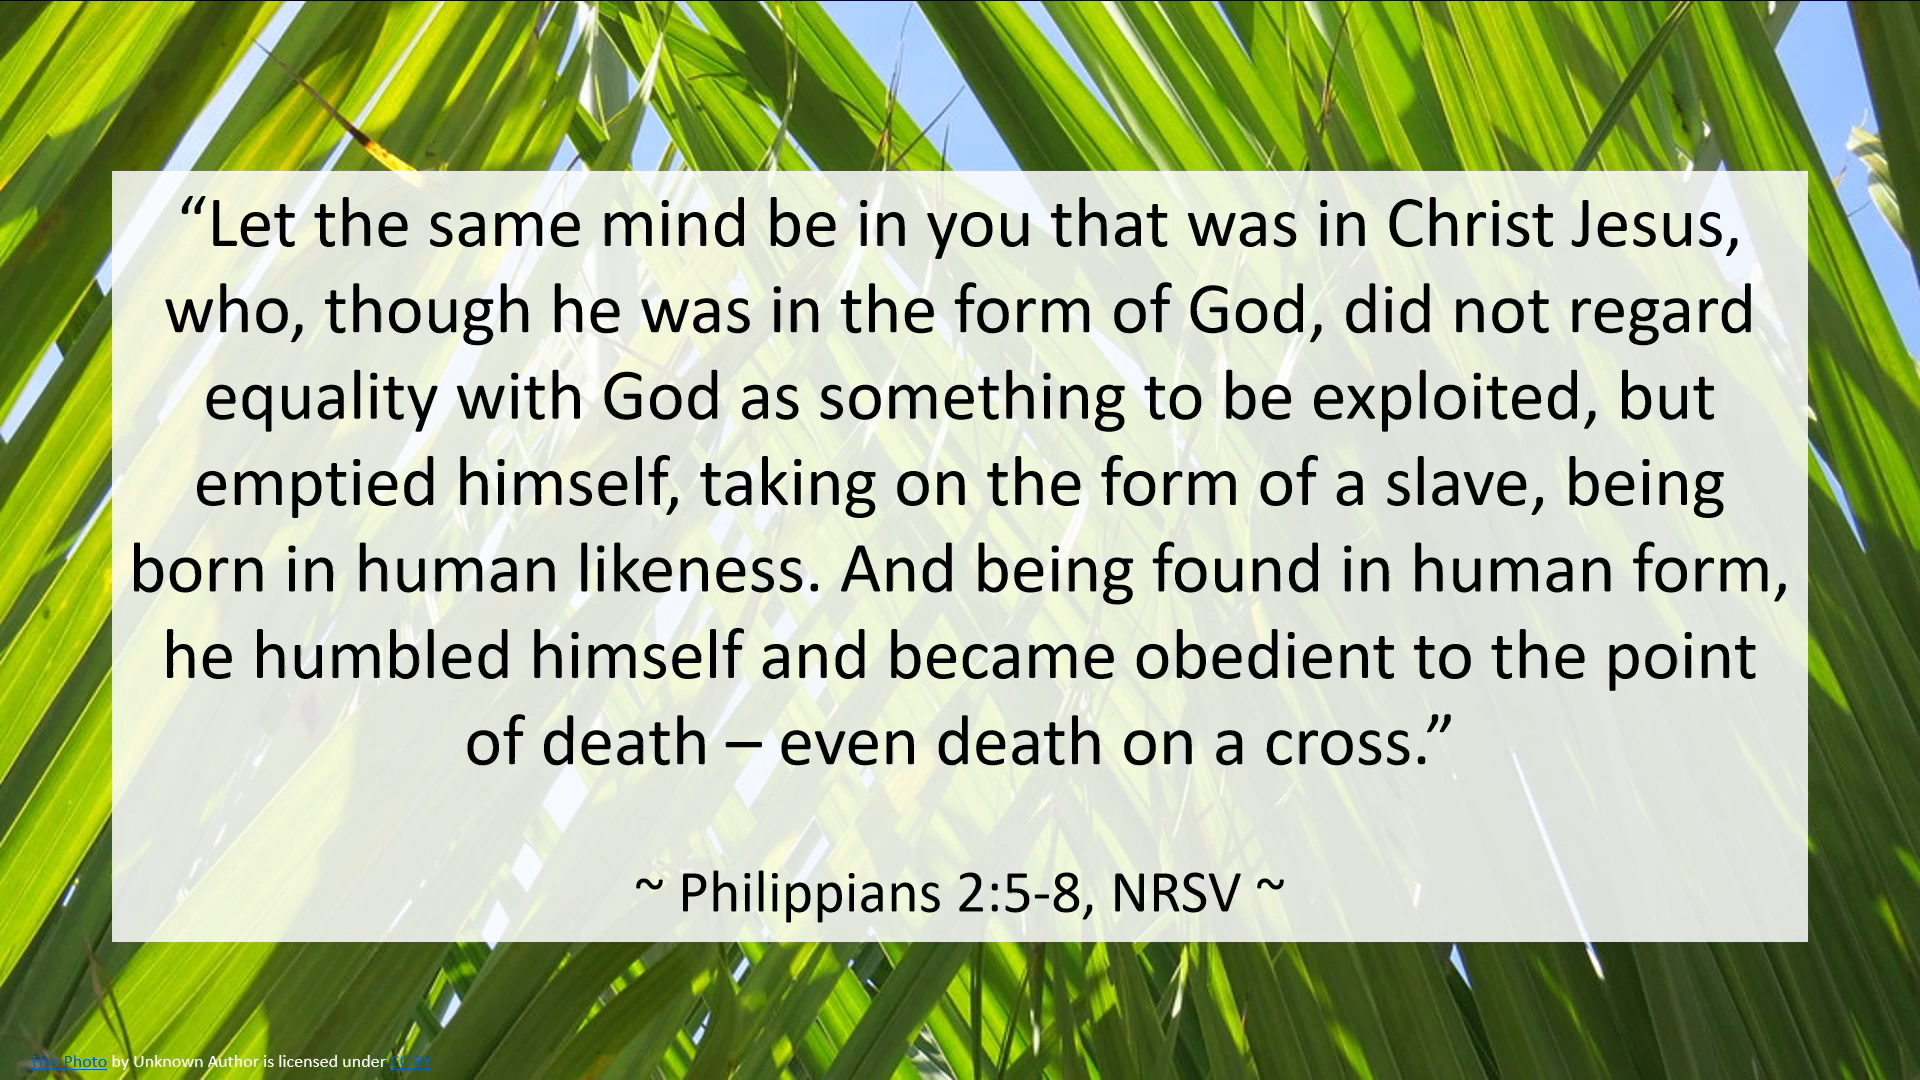 “Let the same mind be in you that was in Christ Jesus,
who, though he was in the form of God, did not regard
equality with God as something to be exploited, but
emptied himself, taking on the form of a slave, being
born in human likeness. And being found in human form,
he humbled himself and became obedient to the point
of death – even death on a cross.”
~ Philippians 2:5-8, NRSV ~
This Photo by Unknown Author is licensed under CC BY